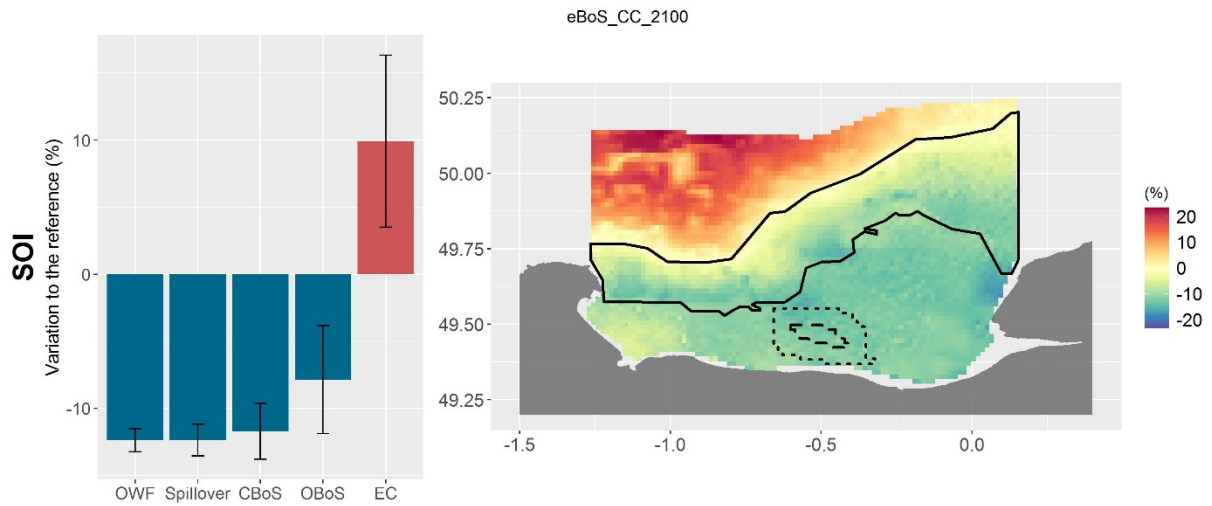 eBoS_CC_2100
SOI
Variation to the reference (%)
10
0
-10
OWF Spillover CBoS OBoS EC
50.25
50.00
49.75
49.50
49.25
-1.5 -1.0 -0.5 0.0
(%)
20
10
0
-10
-20